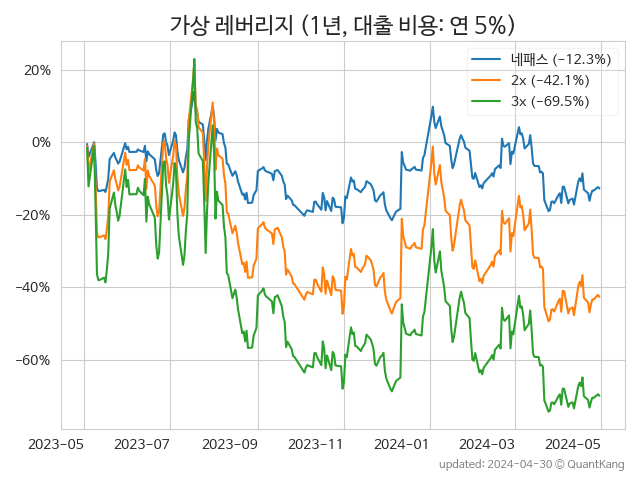 가상 레버리지 (1년, 대출 비용: 연 5%)
네패스 (−12.3%)
2x (−42.1%)
3x (−69.5%)
20%
0%
−20%
−40%
−60%
2023-05 2023-07 2023-09 2023-11 2024-01 2024-03 2024-05
updated: 2024-04-30 © QuantKang